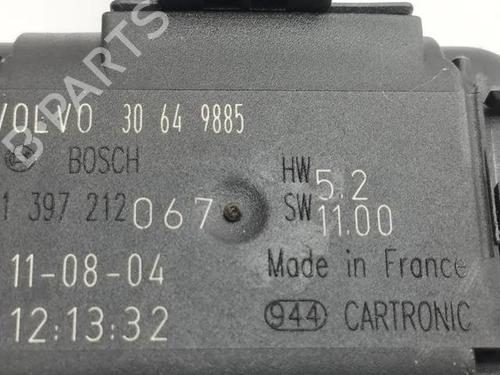 VOLVO 30 64 9885
BOSCH
1 397 212 067
HW 5.2
SW 11.00
11-08-04
Made in France
12:13:32
944 CARTRONIC
B-PARTS